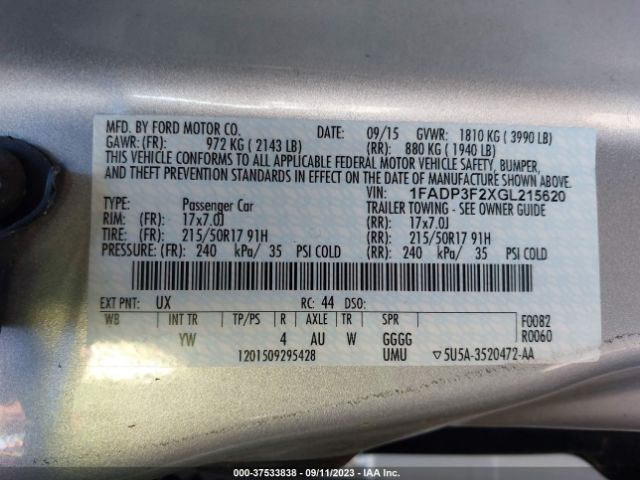 MFD. BY FORD MOTOR CO. DATE: 09/15 GVWR: 1810 KG ( 3990 LB)
GAWR: (FR): 972 KG ( 2143 LB) (RR): 880 KG ( 1940 LB)
THIS VEHICLE CONFORMS TO ALL APPLICABLE FEDERAL MOTOR VEHICLE SAFETY, BUMPER,
AND THEFT PREVENTION STANDARDS IN EFFECT ON THE DATE OF MANUFACTURE SHOWN ABOVE.
VIN: 1FADP3F2XGL215620
TYPE: Passenger Car TRAILER TOWING - SEE OWNER GUIDE
RIM: (FR): 17x7.0J (RR): 17x7.0J
TIRE: (FR): 215/50R17 91H (RR): 215/50R17 91H
PRESSURE: (FR): 240 kPa/ 35 PSI COLD (RR): 240 kPa/ 35 PSI COLD
EXT PNT: UX RC: 44 DSO:
WB INT TR TP/PS R AXLE TR SPR F0082
YW 4 AU W GGGG R0060
1201509295428 UMU ▽5U5A-3520472-AA
000-37533838 - 09/11/2023 - IAA Inc.